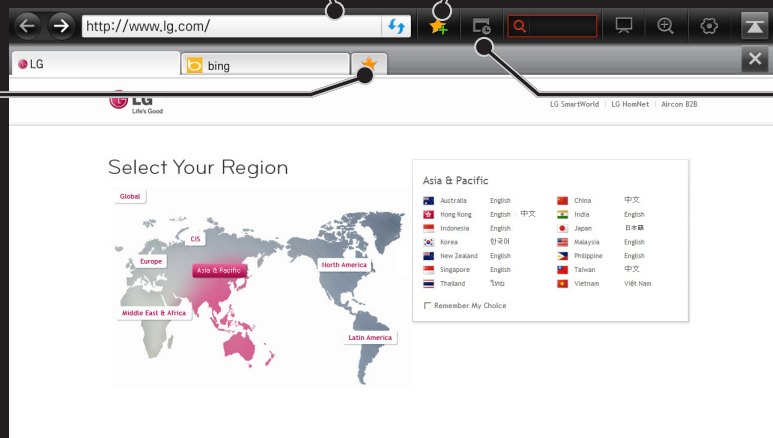 http://www.lg.com/
LG
bing
LG
Life's Good
LG SmartWorld | LG HomNet | Aircon B2B
Select Your Region
Global
CIS
Europe
Asia & Pacific
North America
Middle East & Africa
Latin America
Asia & Pacific
Australia English China 中文
Hong Kong English | 中文 India English
Indonesia English Japan 日本語
Korea 한국어 Malaysia English
New Zealand English Philippine English
Singapore English Taiwan 中文
Thailand ไทย Vietnam Việt Nam
Remember My Choice